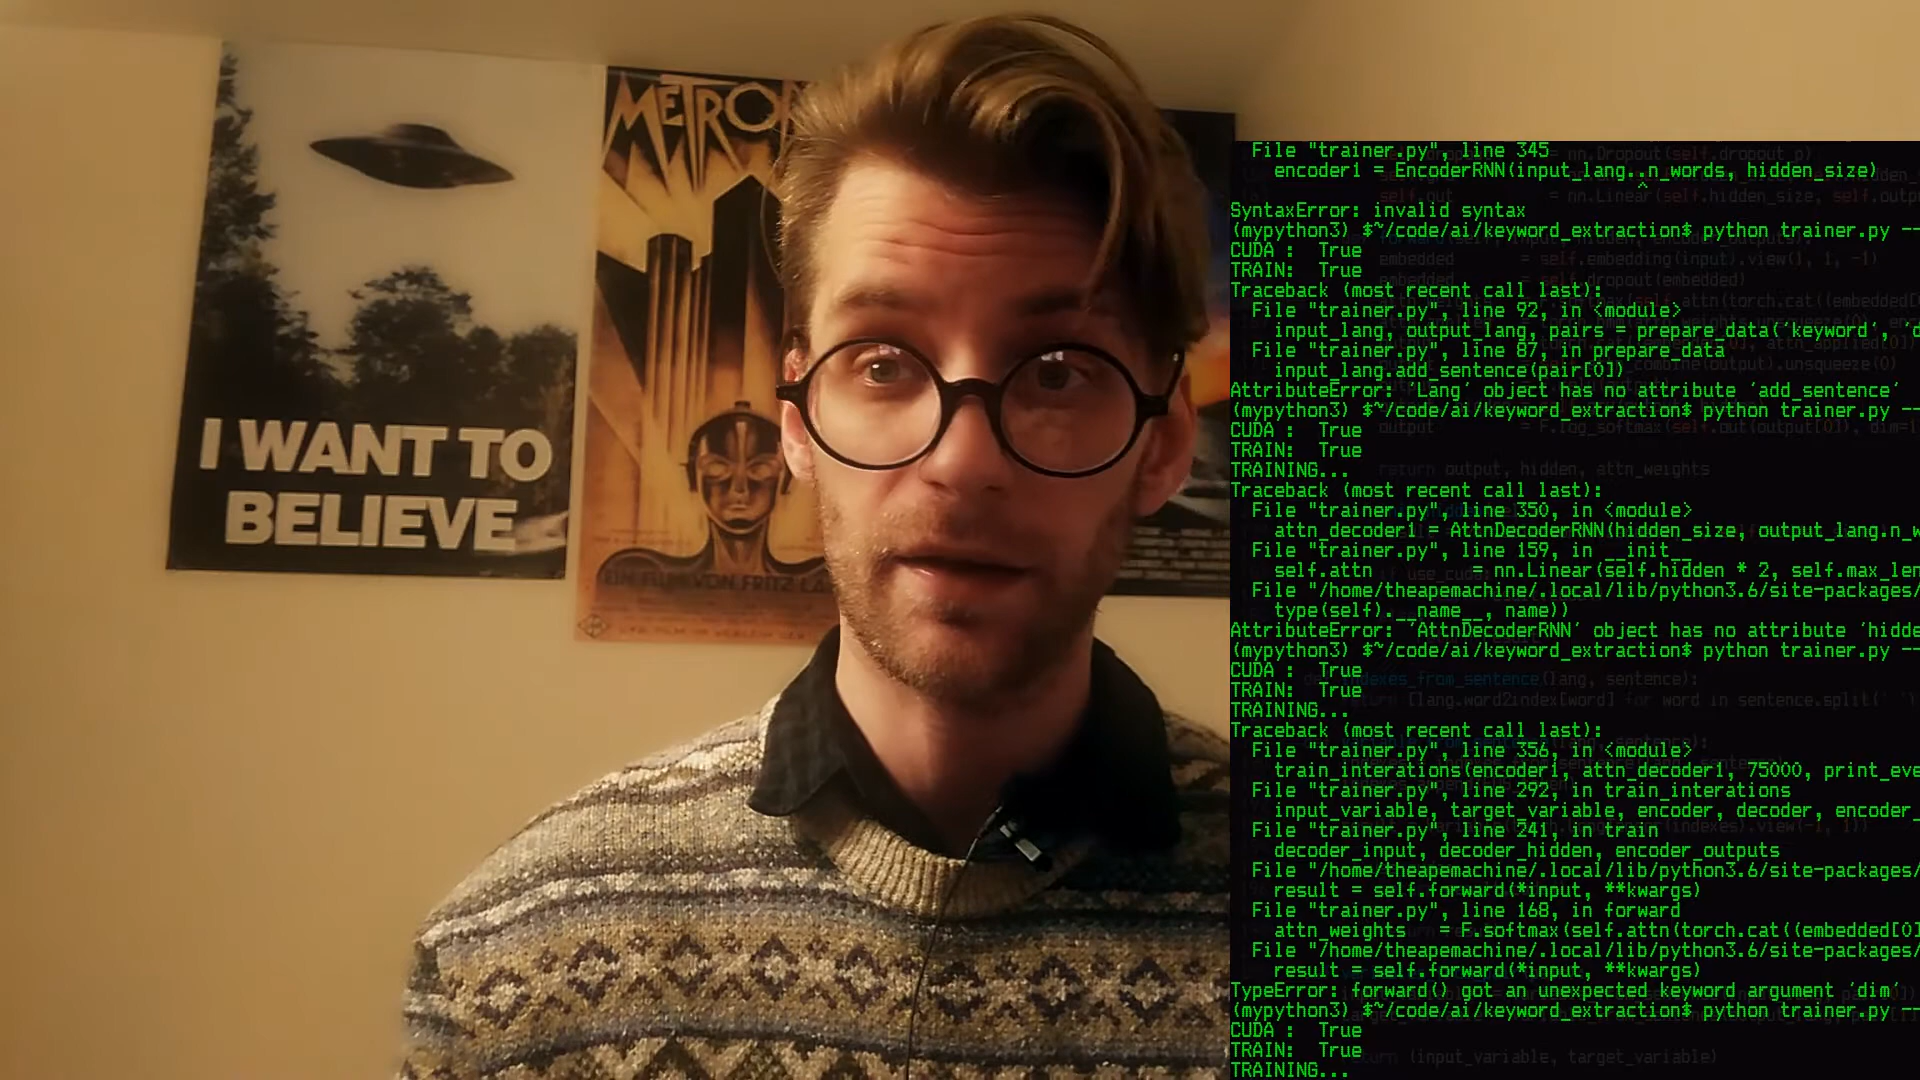 I WANT TO
BELIEVE
METROP
EIN FILM VON FRITZ LA
File "trainer.py", line 345
encoder1 = EncoderRNN(input_lang..n_words, hidden_size)
^
SyntaxError: invalid syntax
(mypython3) $~/code/ai/keyword_extraction$ python trainer.py --
CUDA :  True
TRAIN:  True
Traceback (most recent call last):
File "trainer.py", line 92, in <module>
input_lang, output_lang, pairs = prepare_data('keyword', 'd
File "trainer.py", line 87, in prepare_data
input_lang.add_sentence(pair[0])
AttributeError: 'Lang' object has no attribute 'add_sentence'
(mypython3) $~/code/ai/keyword_extraction$ python trainer.py --
CUDA :  True
TRAIN:  True
TRAINING...
Traceback (most recent call last):
File "trainer.py", line 350, in <module>
attn_decoder1 = AttnDecoderRNN(hidden_size, output_lang.n_w
File "trainer.py", line 159, in __init__
self.attn = nn.Linear(self.hidden * 2, self.max_len
File "/home/theapemachine/.local/lib/python3.6/site-packages/
type(self).__name__, name))
AttributeError: 'AttnDecoderRNN' object has no attribute 'hidde
(mypython3) $~/code/ai/keyword_extraction$ python trainer.py --
CUDA :  True
TRAIN:  True
TRAINING...
Traceback (most recent call last):
File "trainer.py", line 356, in <module>
train_interations(encoder1, attn_decoder1, 75000, print_eve
File "trainer.py", line 292, in train_interations
input_variable, target_variable, encoder, decoder, encoder_
File "trainer.py", line 241, in train
decoder_input, decoder_hidden, encoder_outputs
File "/home/theapemachine/.local/lib/python3.6/site-packages/
result = self.forward(*input, **kwargs)
File "trainer.py", line 168, in forward
attn_weights = F.softmax(self.attn(torch.cat((embedded[0]
File "/home/theapemachine/.local/lib/python3.6/site-packages/
result = self.forward(*input, **kwargs)
TypeError: forward() got an unexpected keyword argument 'dim'
(mypython3) $~/code/ai/keyword_extraction$ python trainer.py --
CUDA :  True
TRAIN:  True
TRAINING...